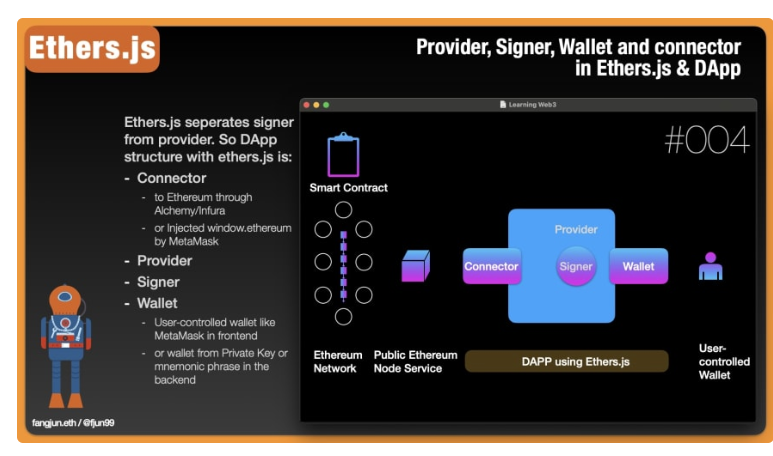 Ethers.js
Provider, Signer, Wallet and connector
in Ethers.js & DApp
Ethers.js seperates signer
from provider. So DApp
structure with ethers.js is:
- Connector
- to Ethereum through
Alchemy/Infura
- or Injected window.ethereum
by MetaMask
- Provider
- Signer
- Wallet
- User-controlled wallet like
MetaMask in frontend
- or wallet from Private Key or
mnemonic phrase in the
backend
fangjun.eth / @fjun99
Learning Web3
#004
Smart Contract
Provider
Connector
Signer
Wallet
Ethereum
Network
Public Ethereum
Node Service
DAPP using Ethers.js
User-
controlled
Wallet